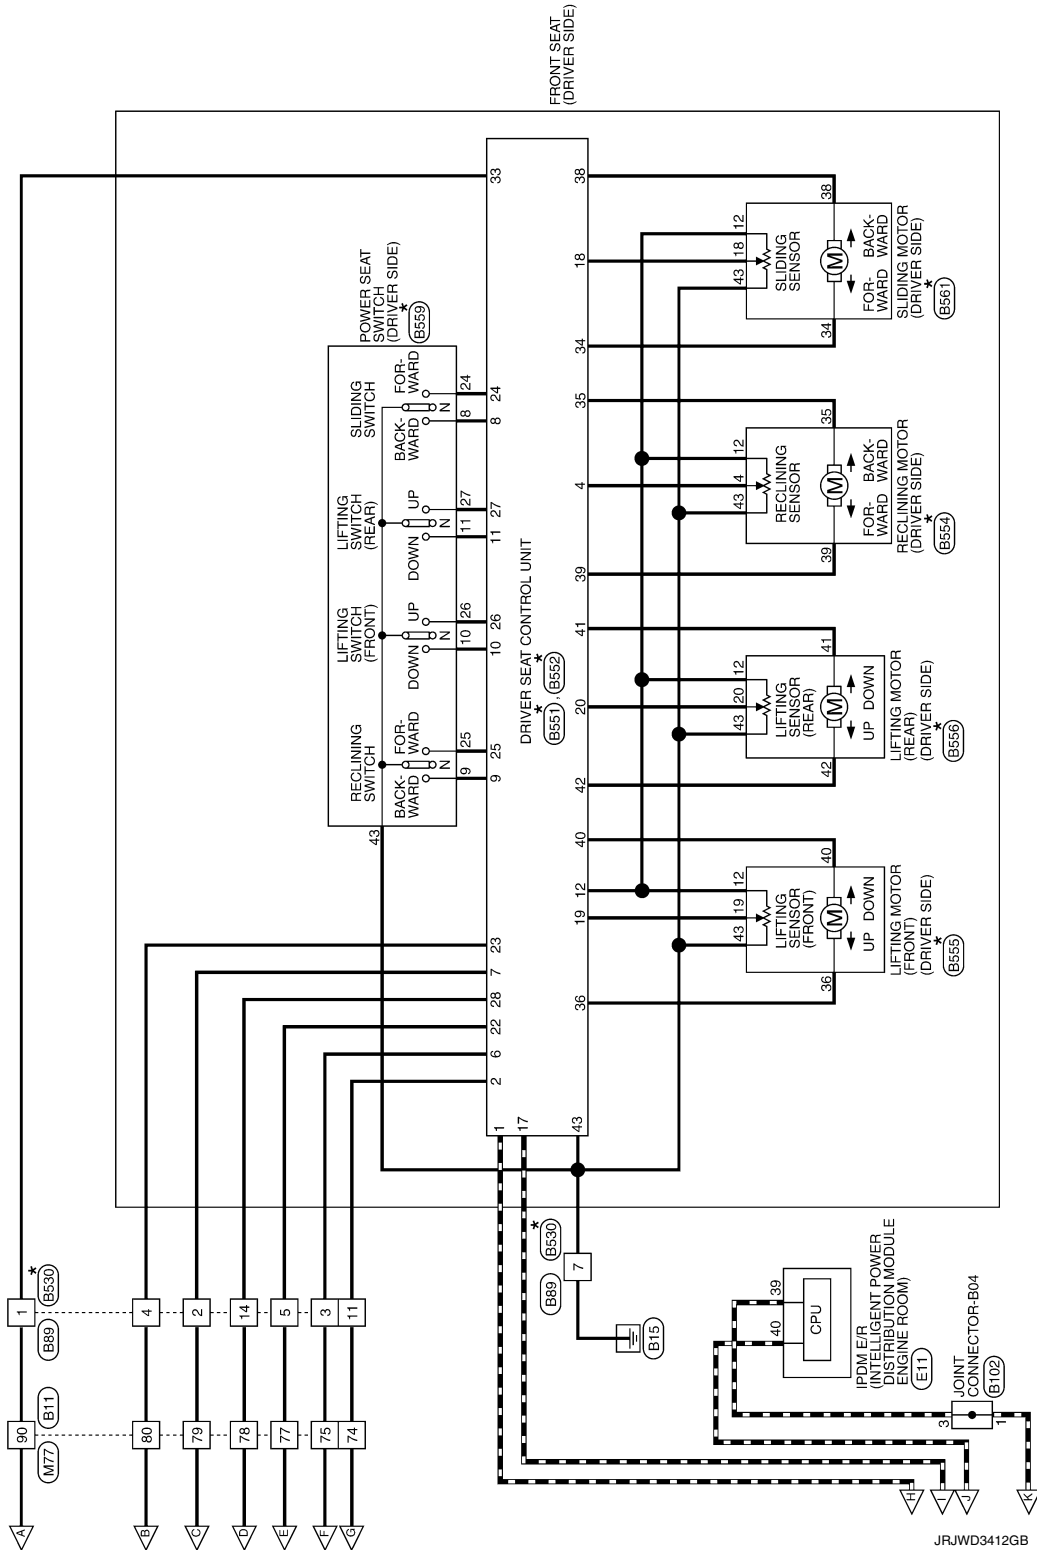 FRONT SEAT
(DRIVER SIDE)
POWER SEAT
SWITCH
(DRIVER SIDE)
*
B559
RECLINING
SWITCH
LIFTING
SWITCH
(FRONT)
LIFTING
SWITCH
(REAR)
SLIDING
SWITCH
BACK-
WARD
N
FOR-
WARD
DOWN
N
UP
DOWN
N
UP
BACK-
WARD
N
FOR-
WARD
43
9 25 10 26 11 27 8 24
2 6 22 28 7 23 9 25 10 26 11 27 8 24 33
DRIVER SEAT CONTROL UNIT
* *
B551 , B552
1
17
43
36 19 12 40 42 20 41 39 4 35 34 18 38
43 19 12
LIFTING
SENSOR
(FRONT)
36
M
40
UP DOWN
LIFTING MOTOR
(FRONT)
(DRIVER SIDE)
*
B555
43 20 12
LIFTING
SENSOR
(REAR)
42
M
41
UP DOWN
LIFTING MOTOR
(REAR)
(DRIVER SIDE)
*
B556
43 4 12
RECLINING
SENSOR
39
M
35
FOR-
WARD
BACK-
WARD
RECLINING MOTOR
(DRIVER SIDE)
*
B554
43 18 12
SLIDING
SENSOR
34
M
38
FOR-
WARD
BACK-
WARD
SLIDING MOTOR
(DRIVER SIDE)
*
B561
A 90 1
M77 B11 B89 B530
*
B 80 4
C 79 2
D 78 14
E 77 5
F 75 3
G 74 11
B89 B530
*
7
B15
40 39
CPU
IPDM E/R
(INTELLIGENT POWER
DISTRIBUTION MODULE
ENGINE ROOM)
E11
JOINT
CONNECTOR-B04
B102
3
1
H
I
J
K
JRJWD3412GB